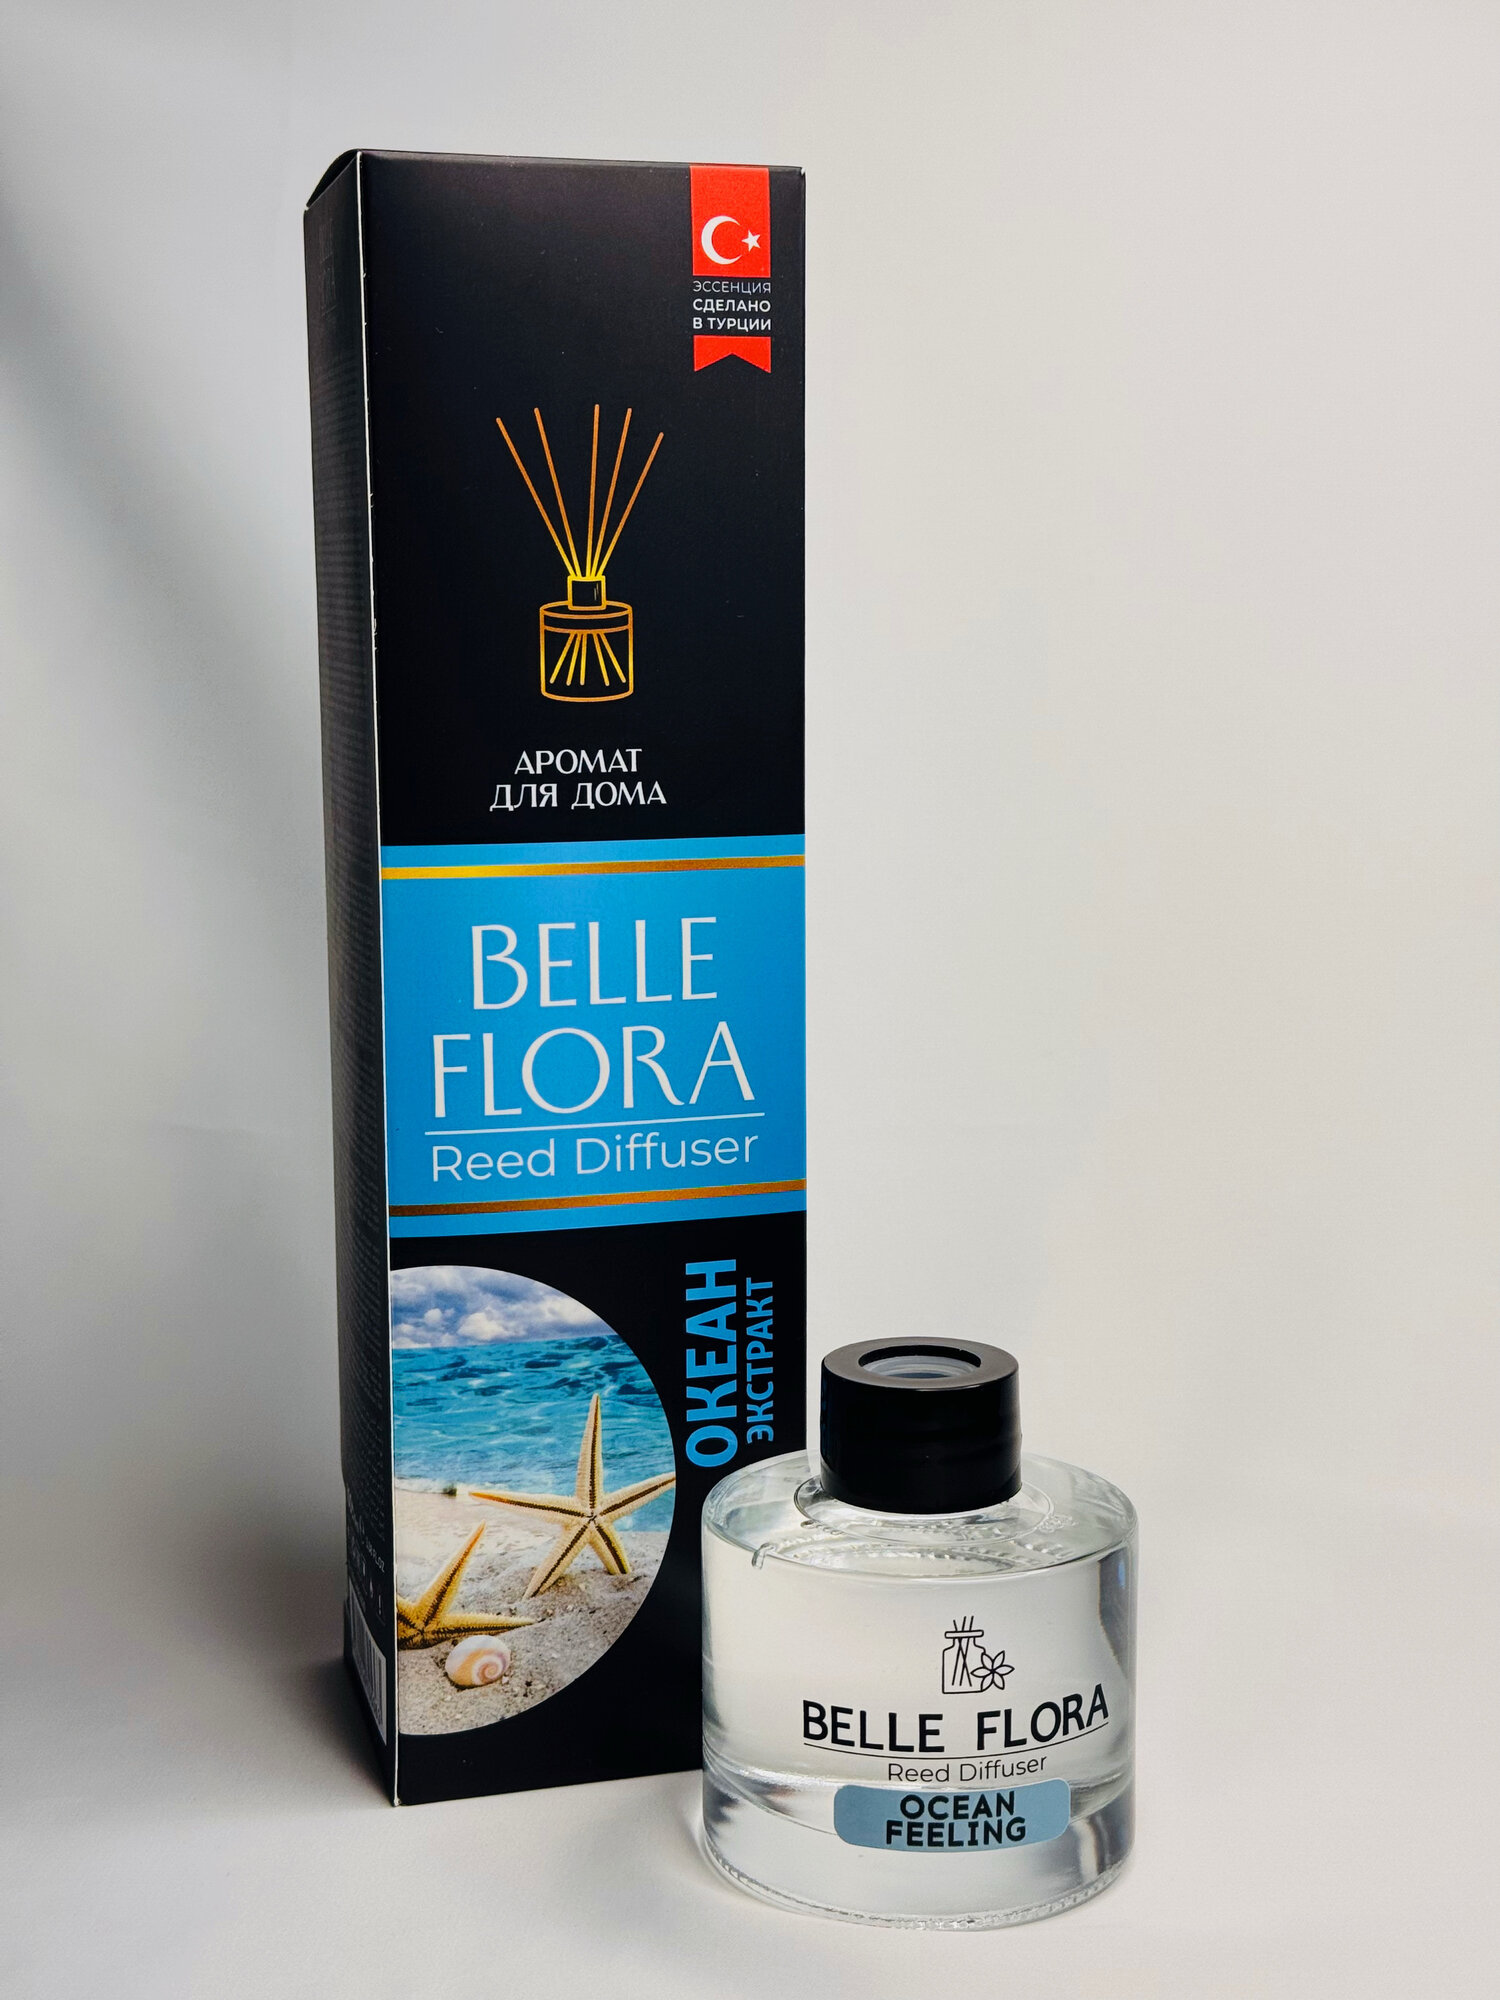 ЭССЕНЦИЯ
СДЕЛАНО
В ТУРЦИИ
АРОМАТ
ДЛЯ ДОМА
BELLE
FLORA
Reed Diffuser
ОКЕАН
ЭКСТРАКТ
BELLE FLORA
Reed Diffuser
OCEAN
FEELING